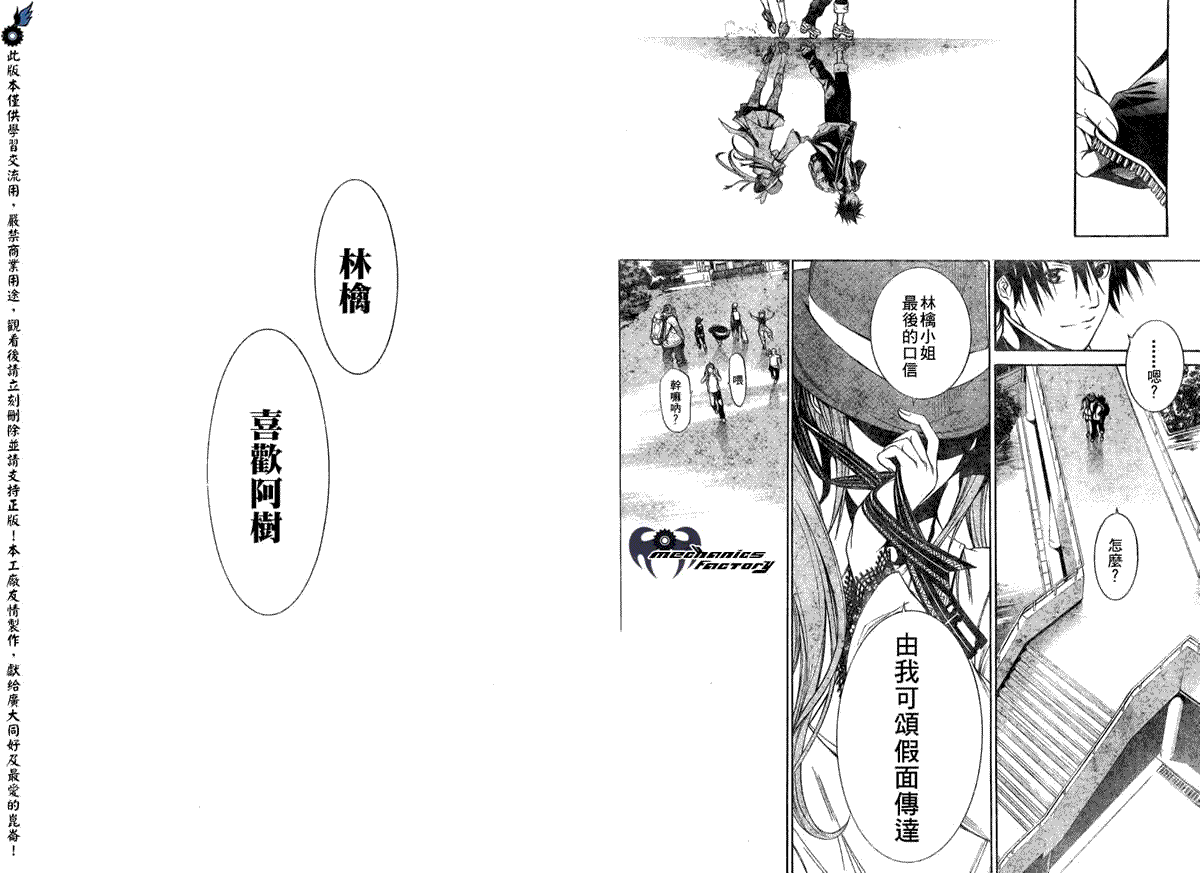 ……嗯？
怎麼？
林檎小姐
最後的口信
由我可頌假面傳達
喂
幹嘛吶？
mechanics
Factory
林檎
喜歡阿樹
此版本僅供學習交流用，嚴禁商業用途，觀看後請立刻刪除並請支持正版！本工廠友情製作，獻給廣大同好及最愛的崑崙！